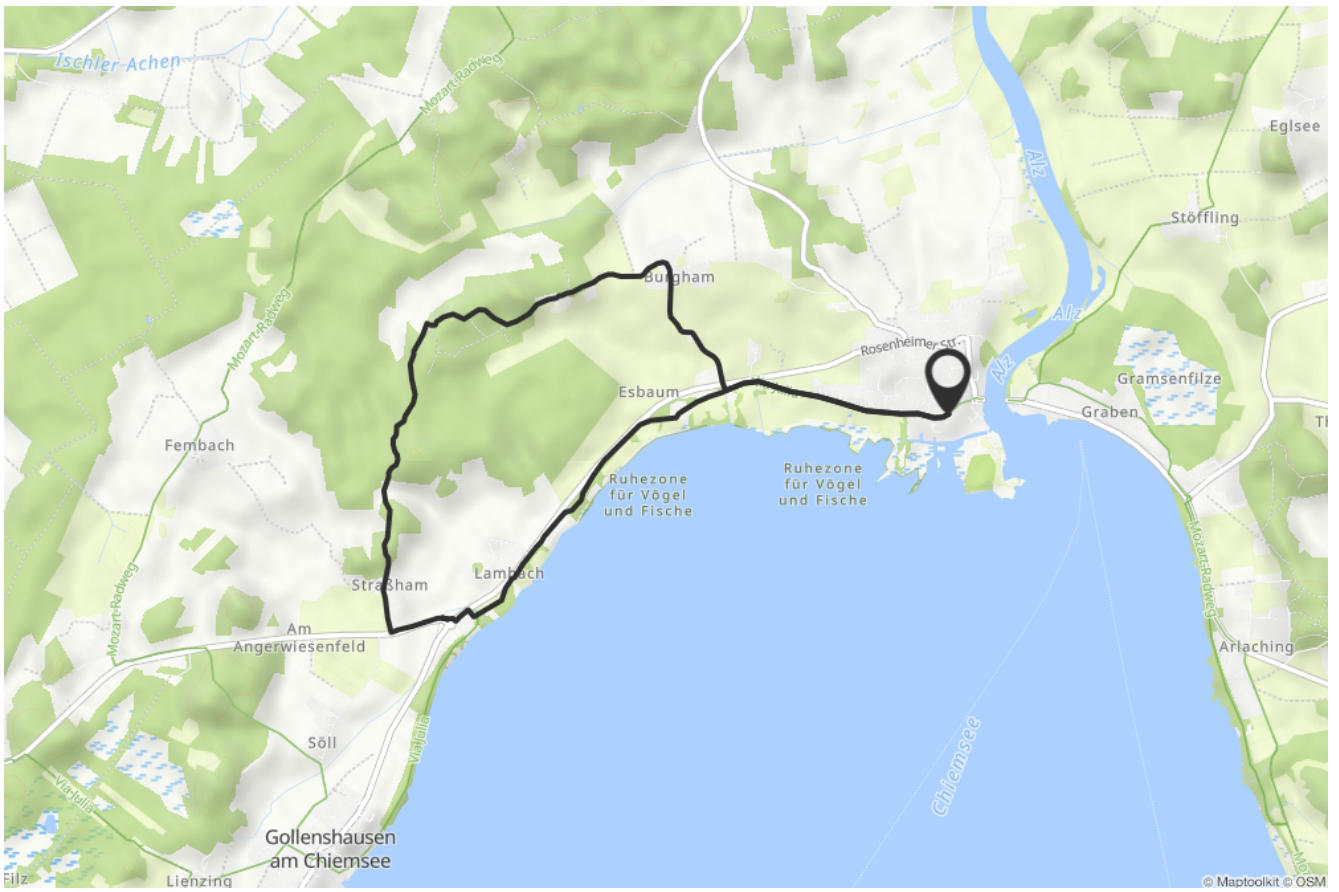 Ischler Achen
Mozart-Radweg
Eglsee
Alz
Stöffling
Burgham
Mozart-Radweg
Alz
Rosenheimer Str.
Alz
Gramsenfilze
Esbaum
Graben
Fembach
Ruhezone
für Vögel
und Fische
Ruhezone
für Vögel
und Fische
Mozart-Radweg
Lambach
Straßham
Mozart-Radweg
Am
Angerwiesenfeld
Arlaching
Via Julia
Söll
Chiemsee
Via Julia
Gollenshausen
am Chiemsee
Filz
Lienzing
© Maptoolkit © OSM